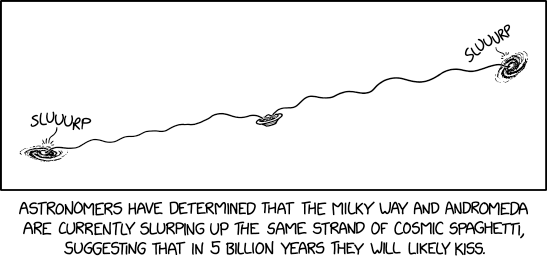 SLUUURP
SLUUURP
ASTRONOMERS HAVE DETERMINED THAT THE MILKY WAY AND ANDROMEDA
ARE CURRENTLY SLURPING UP THE SAME STRAND OF COSMIC SPAGHETTI,
SUGGESTING THAT IN 5 BILLION YEARS THEY WILL LIKELY KISS.